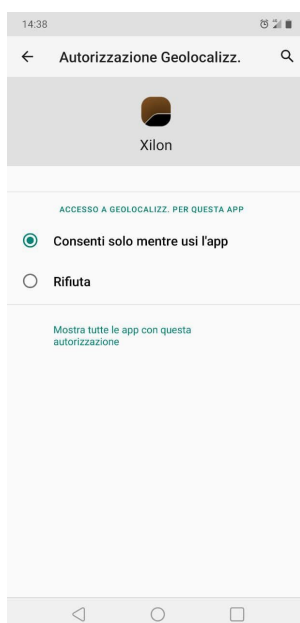 14:38
Autorizzazione Geolocalizz.
Xilon
ACCESSO A GEOLOCALIZZ. PER QUESTA APP
Consenti solo mentre usi l'app
Rifiuta
Mostra tutte le app con questa
autorizzazione